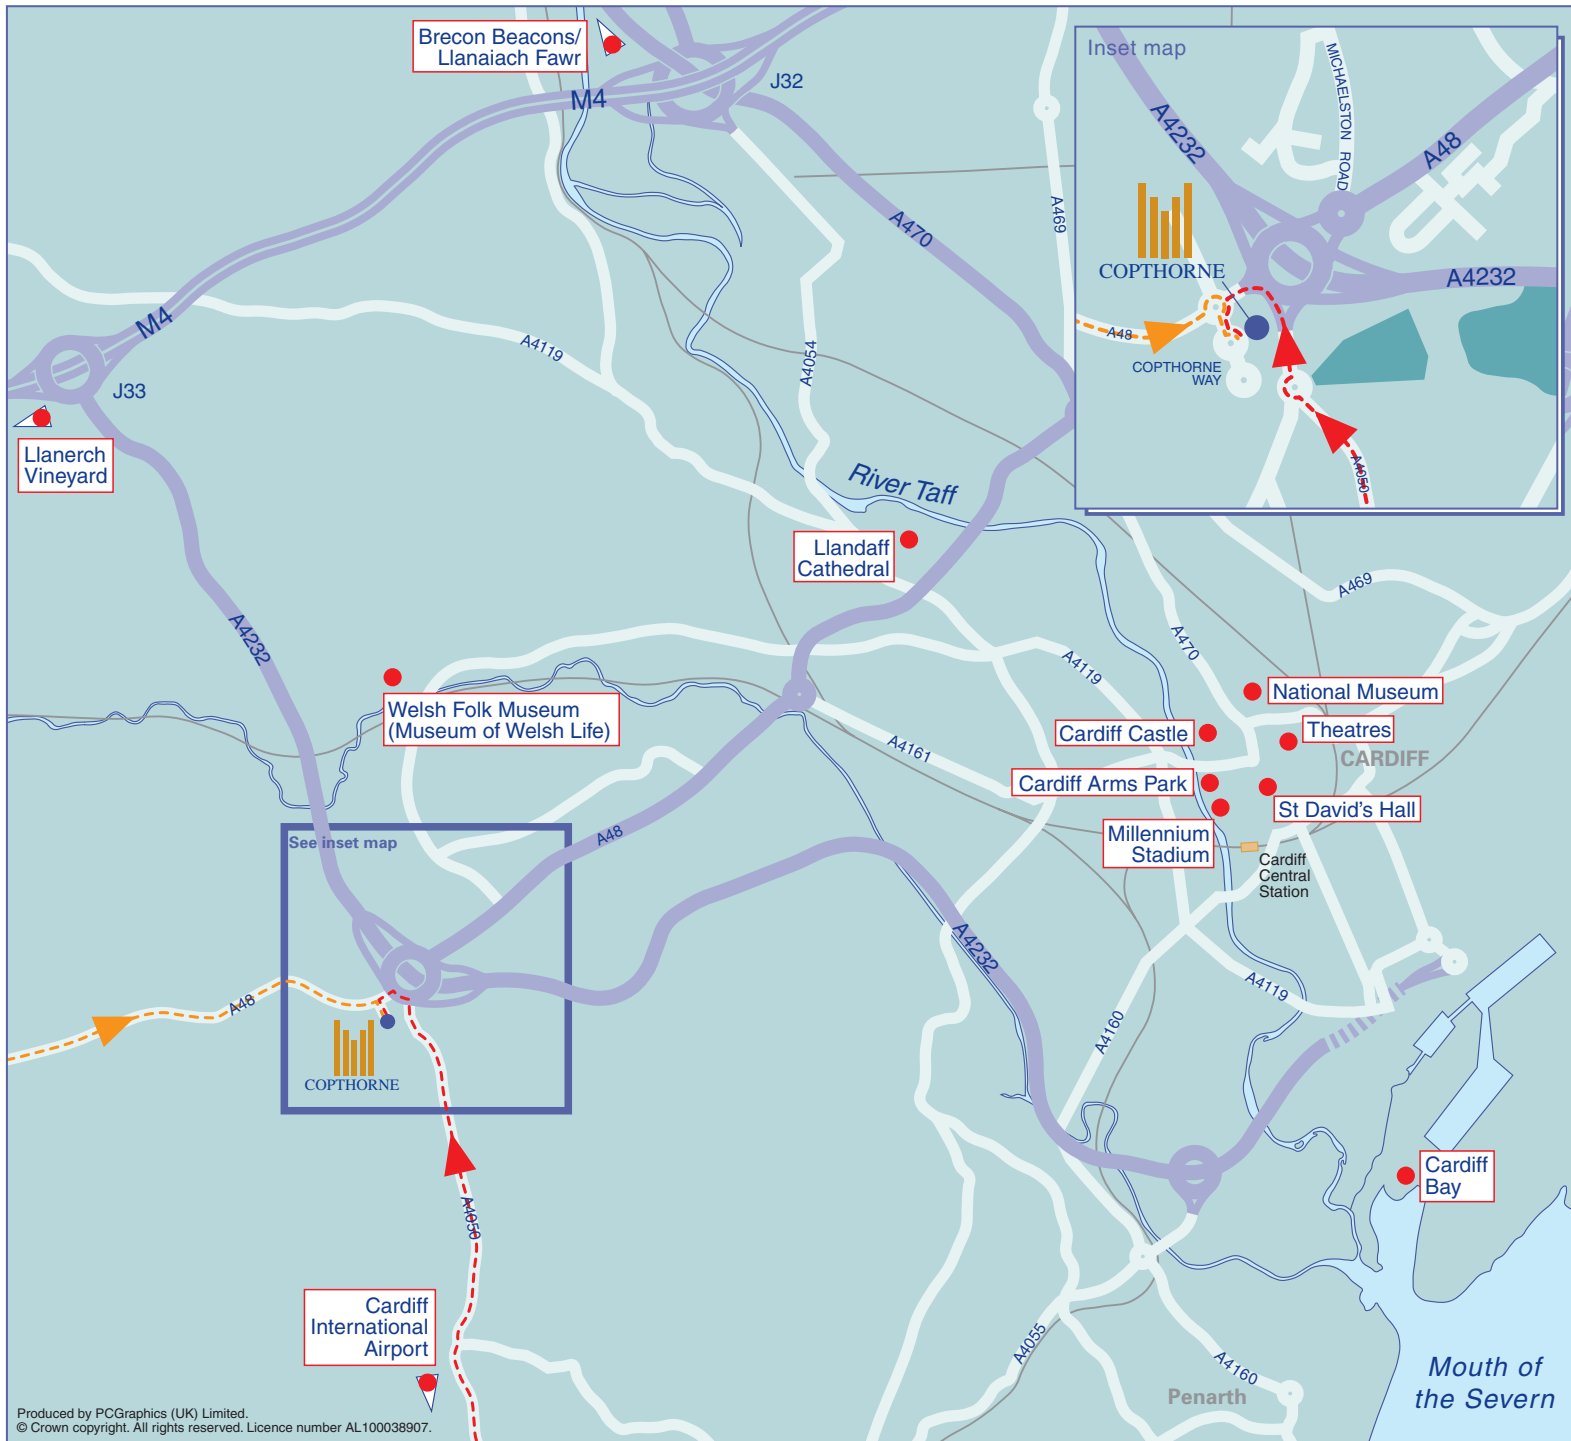 Brecon Beacons/
Llanaiach Fawr
M4
J32
A470
A469
Inset map
MICHAELSTON ROAD
A4232
A48
COPTHORNE
A4232
A48
COPTHORNE
WAY
A4050
M4
J33
Llanerch
Vineyard
A4119
A4054
River Taff
Llandaff
Cathedral
A469
A470
A4119
A4232
Welsh Folk Museum
(Museum of Welsh Life)
A4161
National Museum
Cardiff Castle
Theatres
CARDIFF
Cardiff Arms Park
St David's Hall
Millennium
Stadium
Cardiff
Central
Station
See inset map
A48
A4232
A4119
A48
A4160
COPTHORNE
A4050
Cardiff
Bay
Cardiff
International
Airport
A4055
A4160
Penarth
Mouth of
the Severn
Produced by PCGraphics (UK) Limited.
© Crown copyright. All rights reserved. Licence number AL100038907.